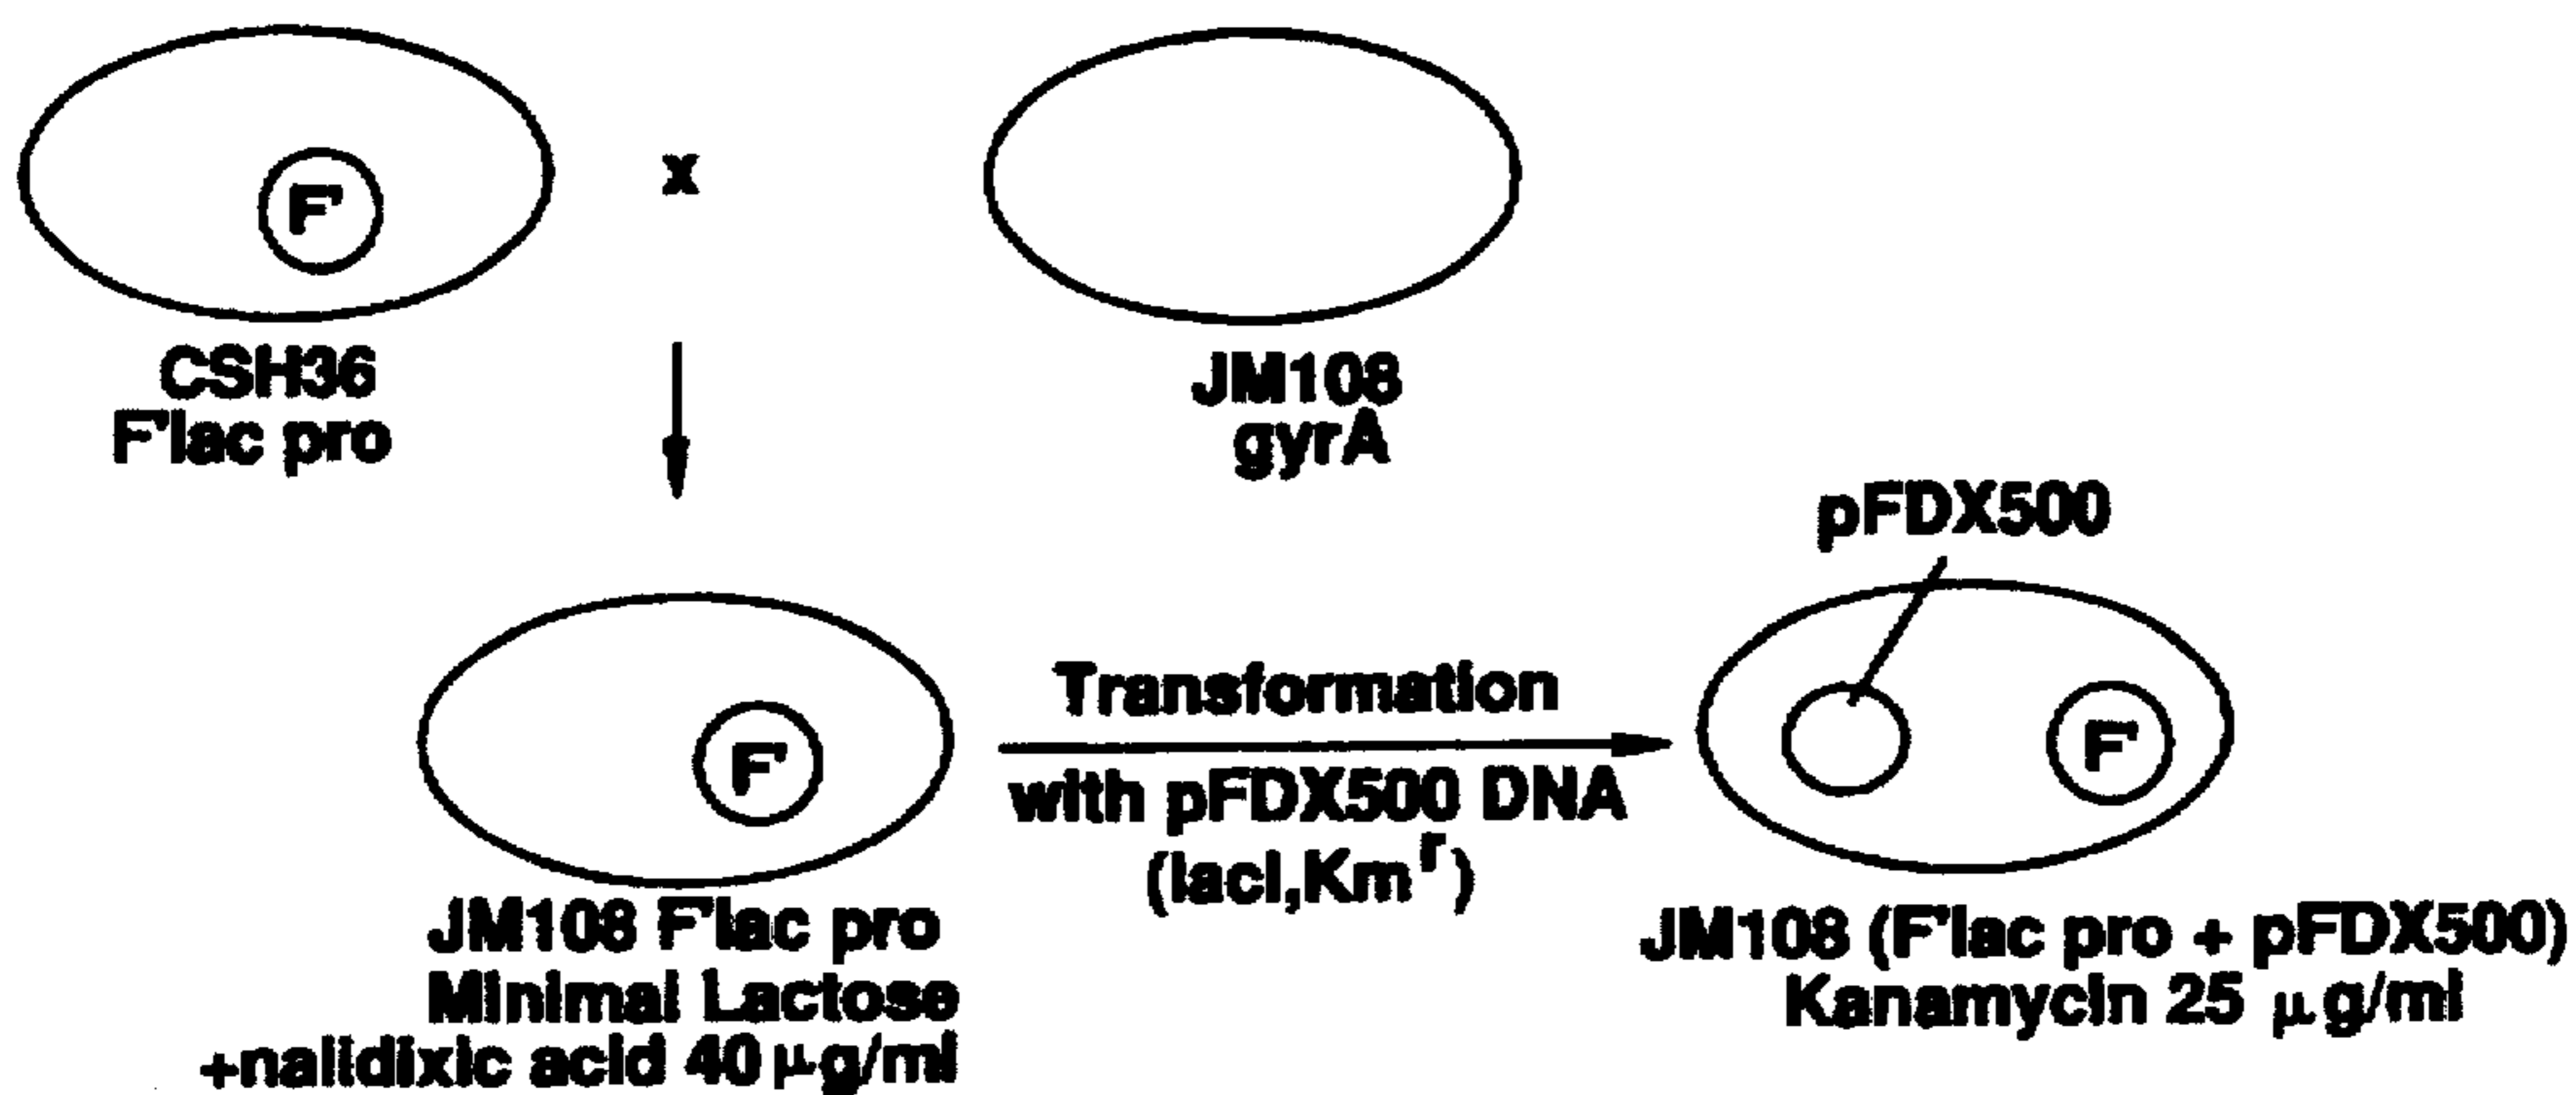 F'
x
CSH36
F'lac pro
JM108
gyrA
pFDX500
F'
Transformation
with pFDX500 DNA
(lacI,Km^r)
F'
JM108 F'lac pro
Minimal Lactose
+nalidixic acid 40 µg/ml
JM108 (F'lac pro + pFDX500)
Kanamycin 25 µg/ml